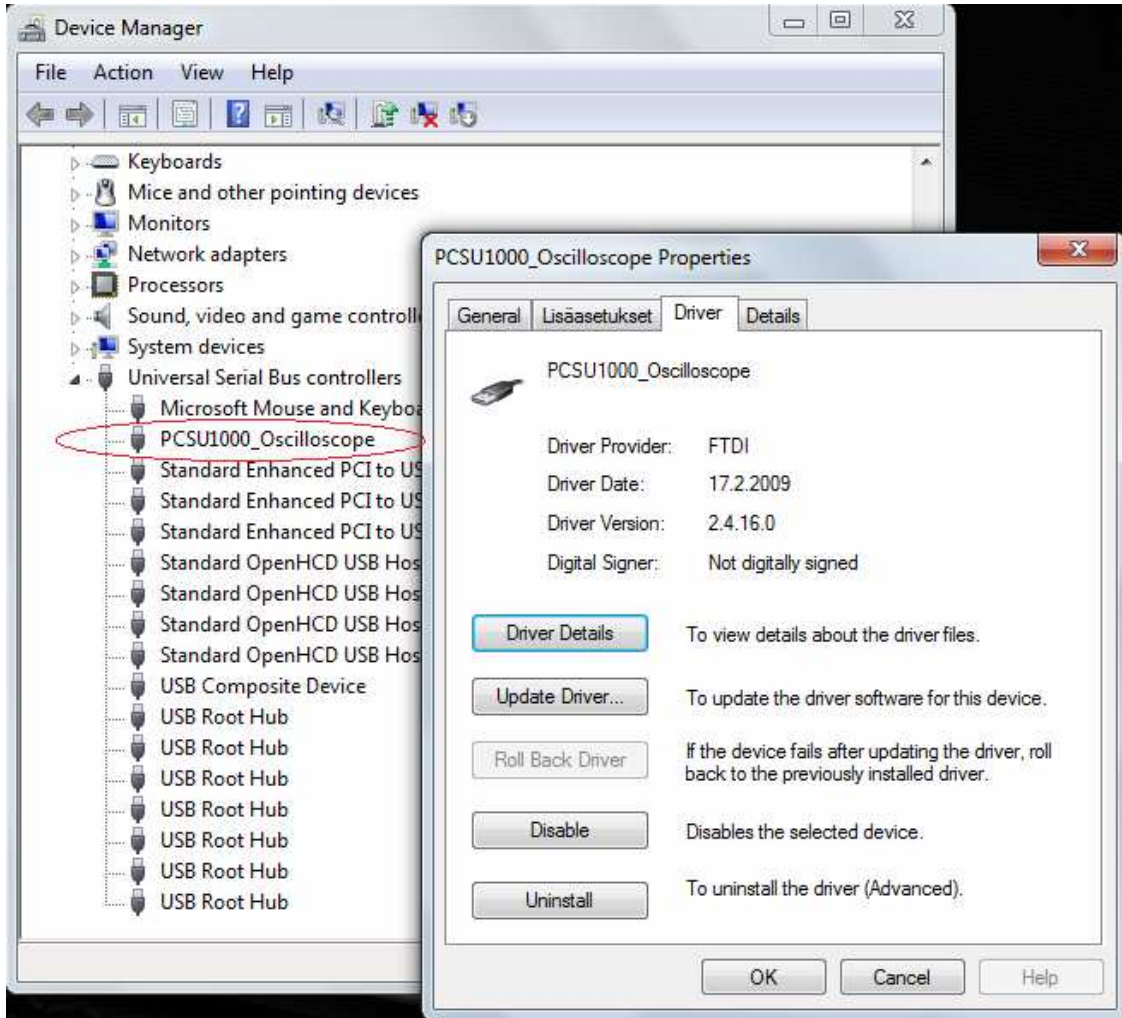 Device Manager
File Action View Help
Keyboards
Mice and other pointing devices
Monitors
Network adapters
Processors
Sound, video and game controll
System devices
Universal Serial Bus controllers
Microsoft Mouse and Keyboa
PCSU1000_Oscilloscope
Standard Enhanced PCI to US
Standard Enhanced PCI to US
Standard Enhanced PCI to US
Standard OpenHCD USB Hos
Standard OpenHCD USB Hos
Standard OpenHCD USB Hos
Standard OpenHCD USB Hos
USB Composite Device
USB Root Hub
USB Root Hub
USB Root Hub
USB Root Hub
USB Root Hub
USB Root Hub
USB Root Hub
PCSU1000_Oscilloscope Properties
General Lisäasetukset Driver Details
PCSU1000_Oscilloscope
Driver Provider: FTDI
Driver Date: 17.2.2009
Driver Version: 2.4.16.0
Digital Signer: Not digitally signed
Driver Details To view details about the driver files.
Update Driver... To update the driver software for this device.
Roll Back Driver If the device fails after updating the driver, roll
back to the previously installed driver.
Disable Disables the selected device.
Uninstall To uninstall the driver (Advanced).
OK Cancel Help